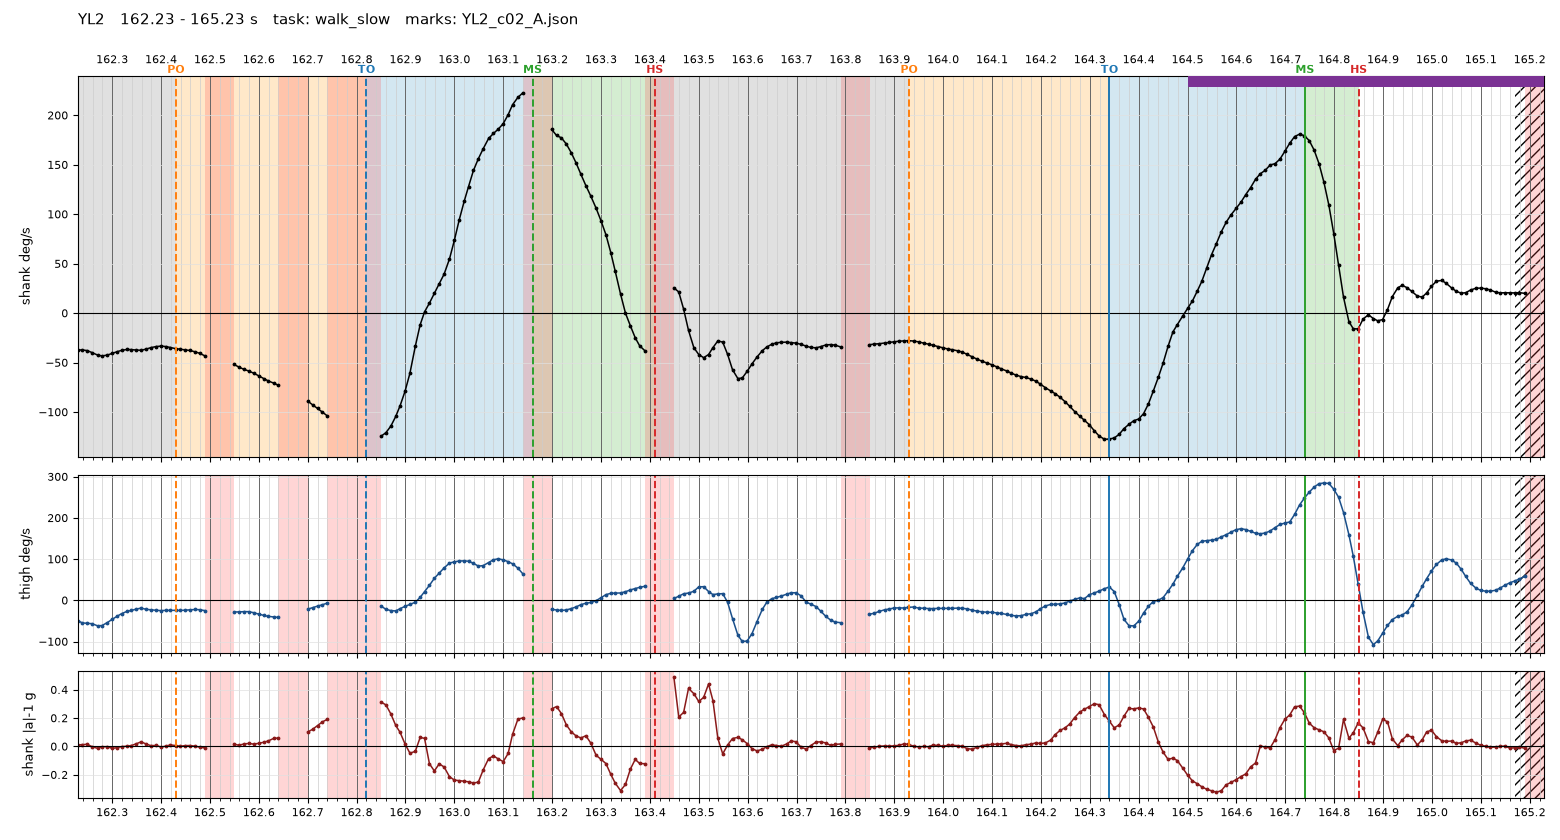 YL2 162.23 - 165.23 s task: walk_slow marks: YL2_c02_A.json
162.3 162.4 162.5 162.6 162.7 162.8 162.9 163.0 163.1 163.2 163.3 163.4 163.5 163.6 163.7 163.8 163.9 164.0 164.1 164.2 164.3 164.4 164.5 164.6 164.7 164.8 164.9 165.0 165.1 165.2
PO TO MS HS PO TO MS HS
shank deg/s
200
150
100
50
0
−50
−100
thigh deg/s
300
200
100
0
−100
shank |a|-1 g
0.4
0.2
0.0
−0.2
162.3 162.4 162.5 162.6 162.7 162.8 162.9 163.0 163.1 163.2 163.3 163.4 163.5 163.6 163.7 163.8 163.9 164.0 164.1 164.2 164.3 164.4 164.5 164.6 164.7 164.8 164.9 165.0 165.1 165.2